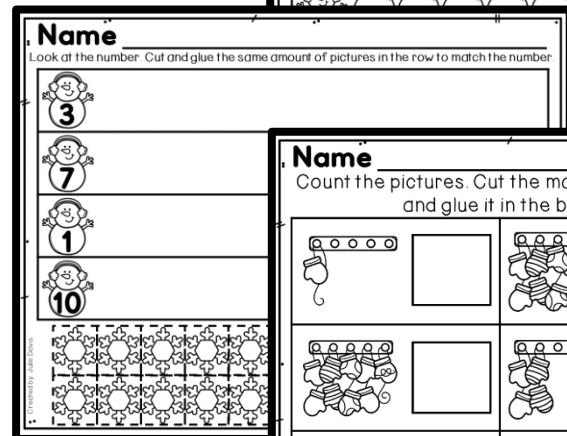 Name
Look at the number. Cut and glue the same amount of pictures in the row to match the number.
3
7
1
10
Created by: Julie Davis
Name
Count the pictures. Cut the ma
and glue it in the b